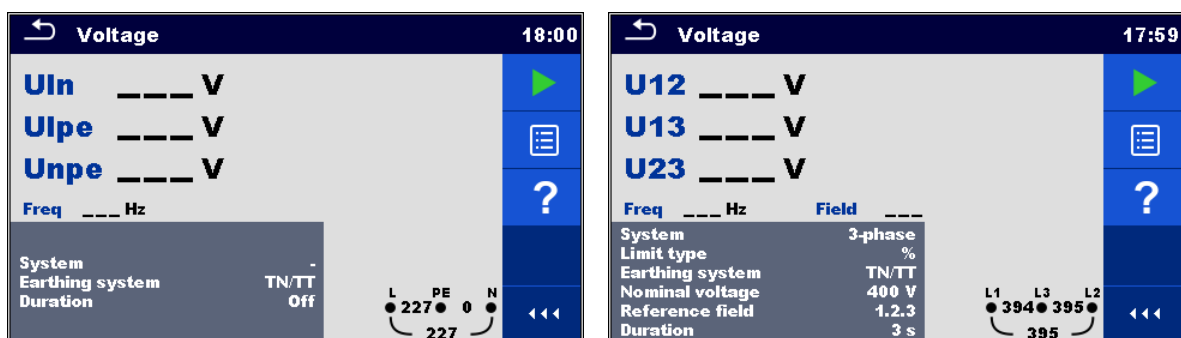 Voltage 18:00
Uln ___ V
Ulpe ___ V
Unpe ___ V
Freq ___ Hz
System -
Earthing system TN/TT
Duration Off
L PE N
227 0
227
?
Voltage 17:59
U12 ___ V
U13 ___ V
U23 ___ V
Freq ___ Hz Field ___
System 3-phase
Limit type %
Earthing system TN/TT
Nominal voltage 400 V
Reference field 1.2.3
Duration 3 s
L1 L3 L2
394 395
395
?